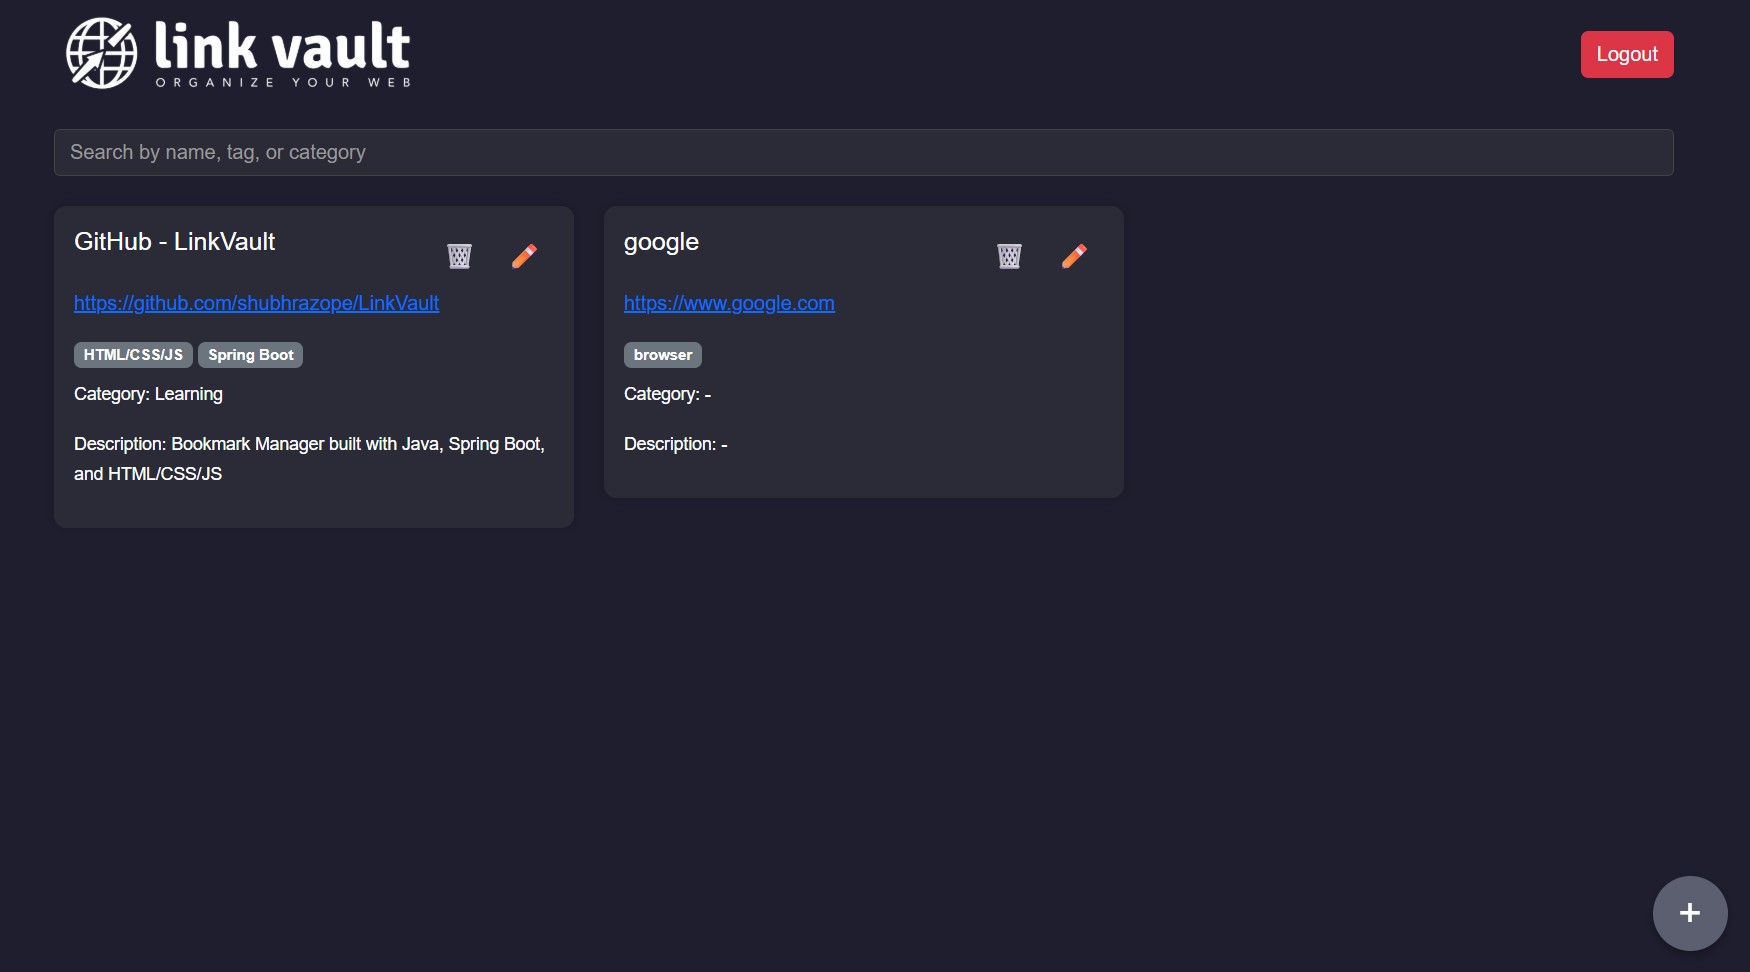 link vault
ORGANIZE YOUR WEB
Logout
Search by name, tag, or category
GitHub - LinkVault
https://github.com/shubhrazope/LinkVault
HTML/CSS/JS Spring Boot
Category: Learning
Description: Bookmark Manager built with Java, Spring Boot,
and HTML/CSS/JS
google
https://www.google.com
browser
Category: -
Description: -
+